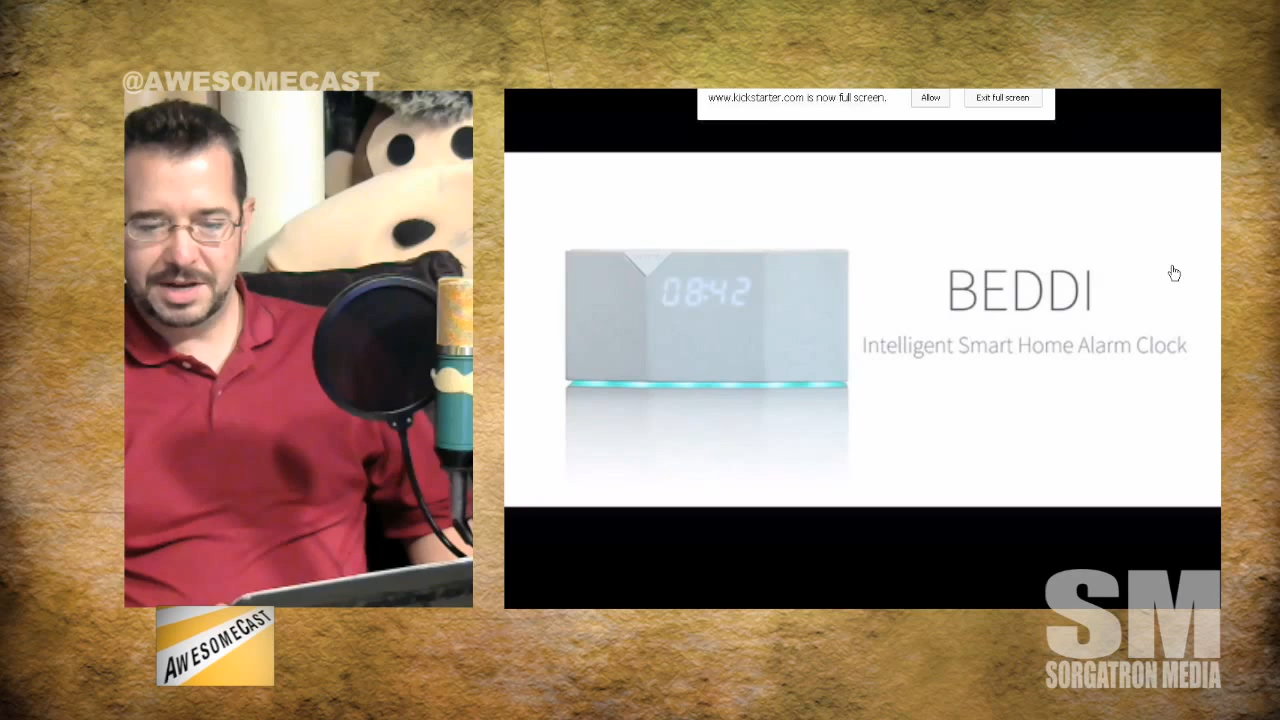 @AWESOMECAST
www.kickstarter.com is now full screen. Allow Exit full screen
08:42
BEDDI
Intelligent Smart Home Alarm Clock
AWESOMECAST
SM
SORGATRON MEDIA